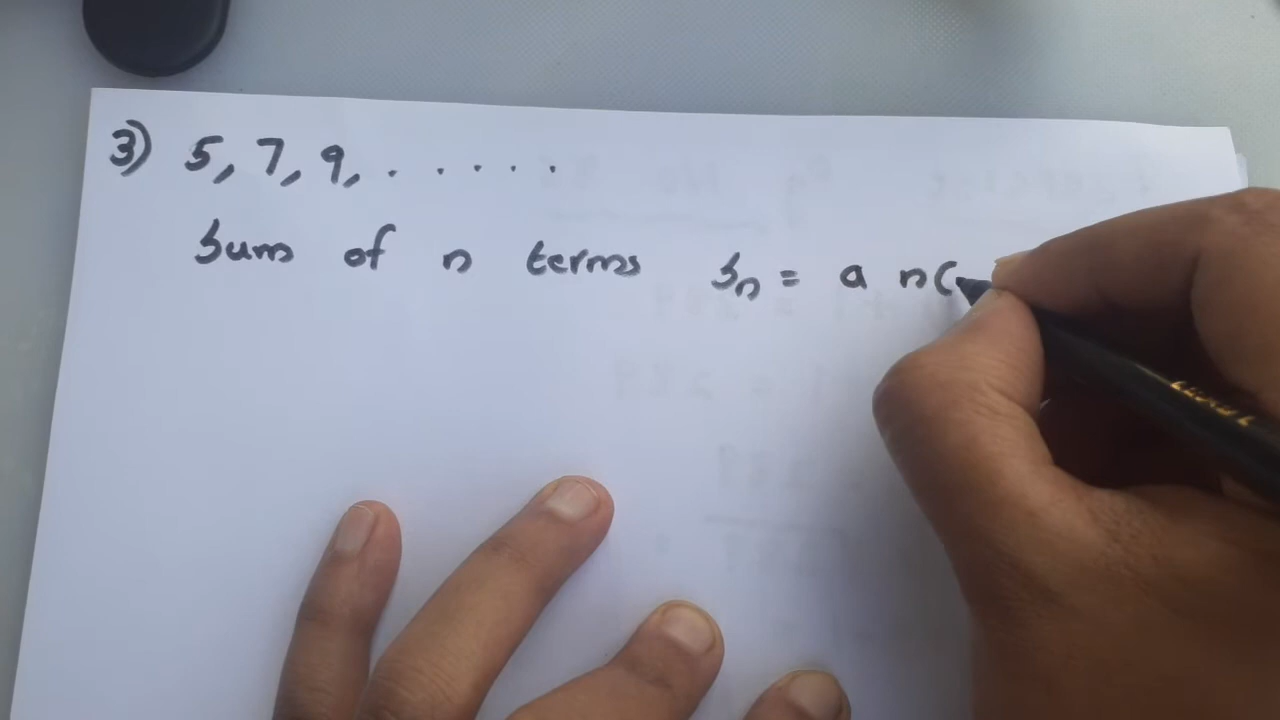 3) 5, 7, 9, . . . . .
Sum of n terms Sn = a n(